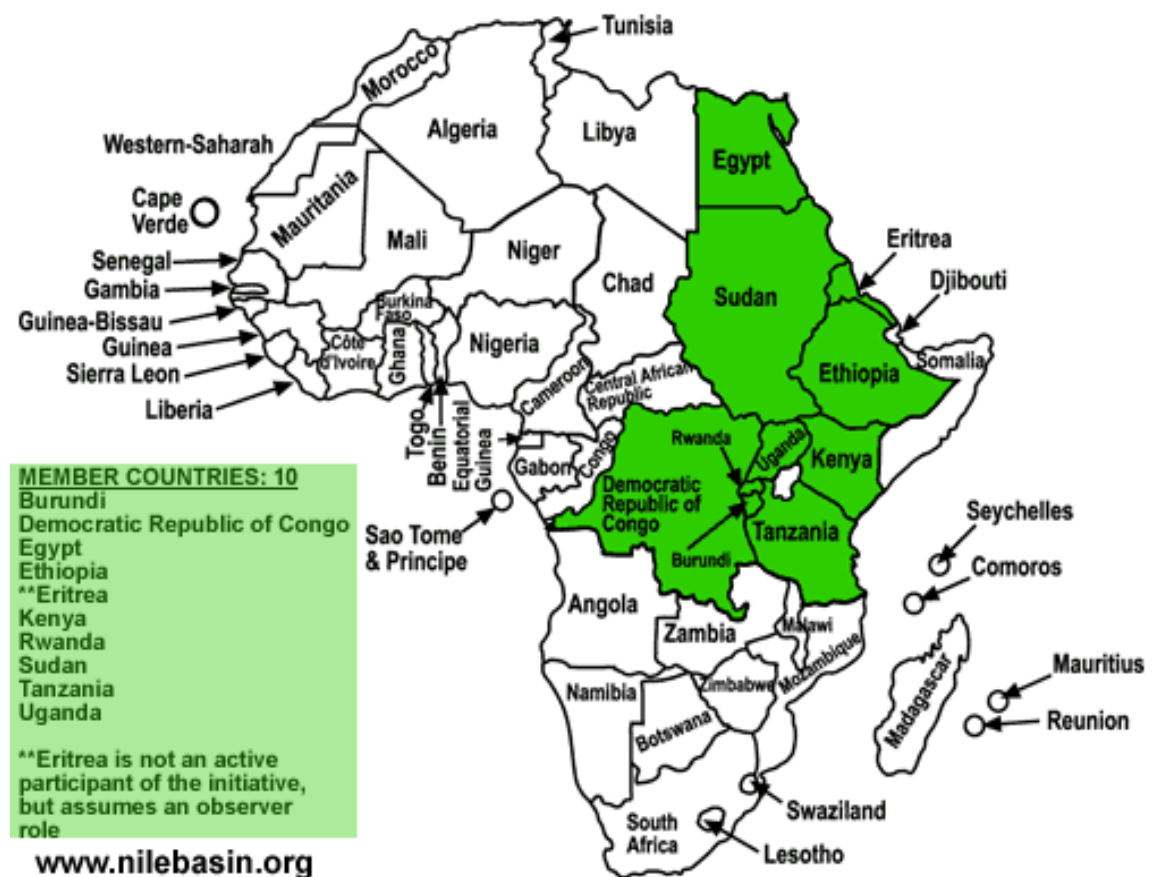 Tunisia
Morocco
Algeria
Libya
Egypt
Western-Saharah
Cape
Verde
Mauritania
Mali
Niger
Chad
Sudan
Eritrea
Djibouti
Senegal
Gambia
Guinea-Bissau
Guinea
Sierra Leon
Liberia
Burkina
Faso
Côte
d'Ivoire
Ghana
Togo
Benin
Nigeria
Cameroon
Central African
Republic
Ethiopia
Somalia
Equatorial
Guinea
Gabon
Congo
Rwanda
Uganda
Kenya
Democratic
Republic of
Congo
Burundi
Tanzania
Sao Tome
& Principe
Seychelles
Comoros
Angola
Zambia
Malawi
Mozambique
Zimbabwe
Namibia
Botswana
Madagascar
Mauritius
Reunion
Swaziland
South
Africa
Lesotho
MEMBER COUNTRIES: 10
Burundi
Democratic Republic of Congo
Egypt
Ethiopia
**Eritrea
Kenya
Rwanda
Sudan
Tanzania
Uganda
**Eritrea is not an active
participant of the initiative,
but assumes an observer
role
www.nilebasin.org